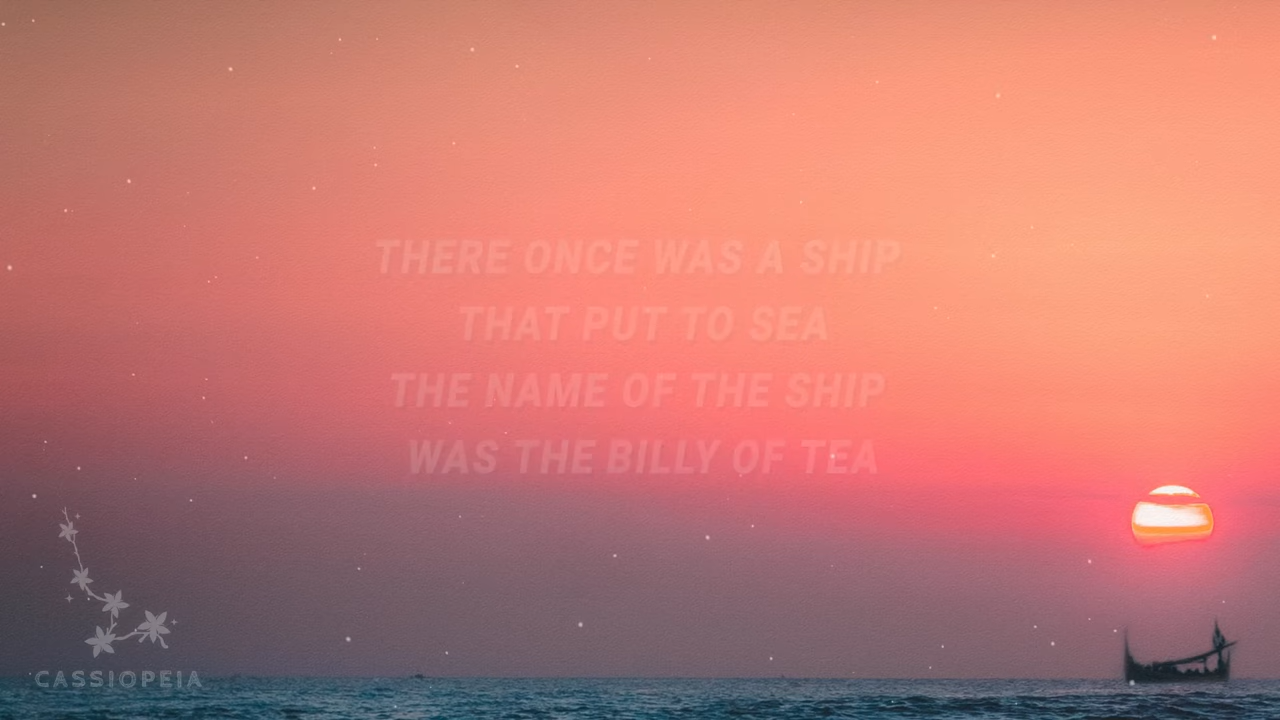 THERE ONCE WAS A SHIP
THAT PUT TO SEA
THE NAME OF THE SHIP
WAS THE BILLY OF TEA
CASSIOPEIA